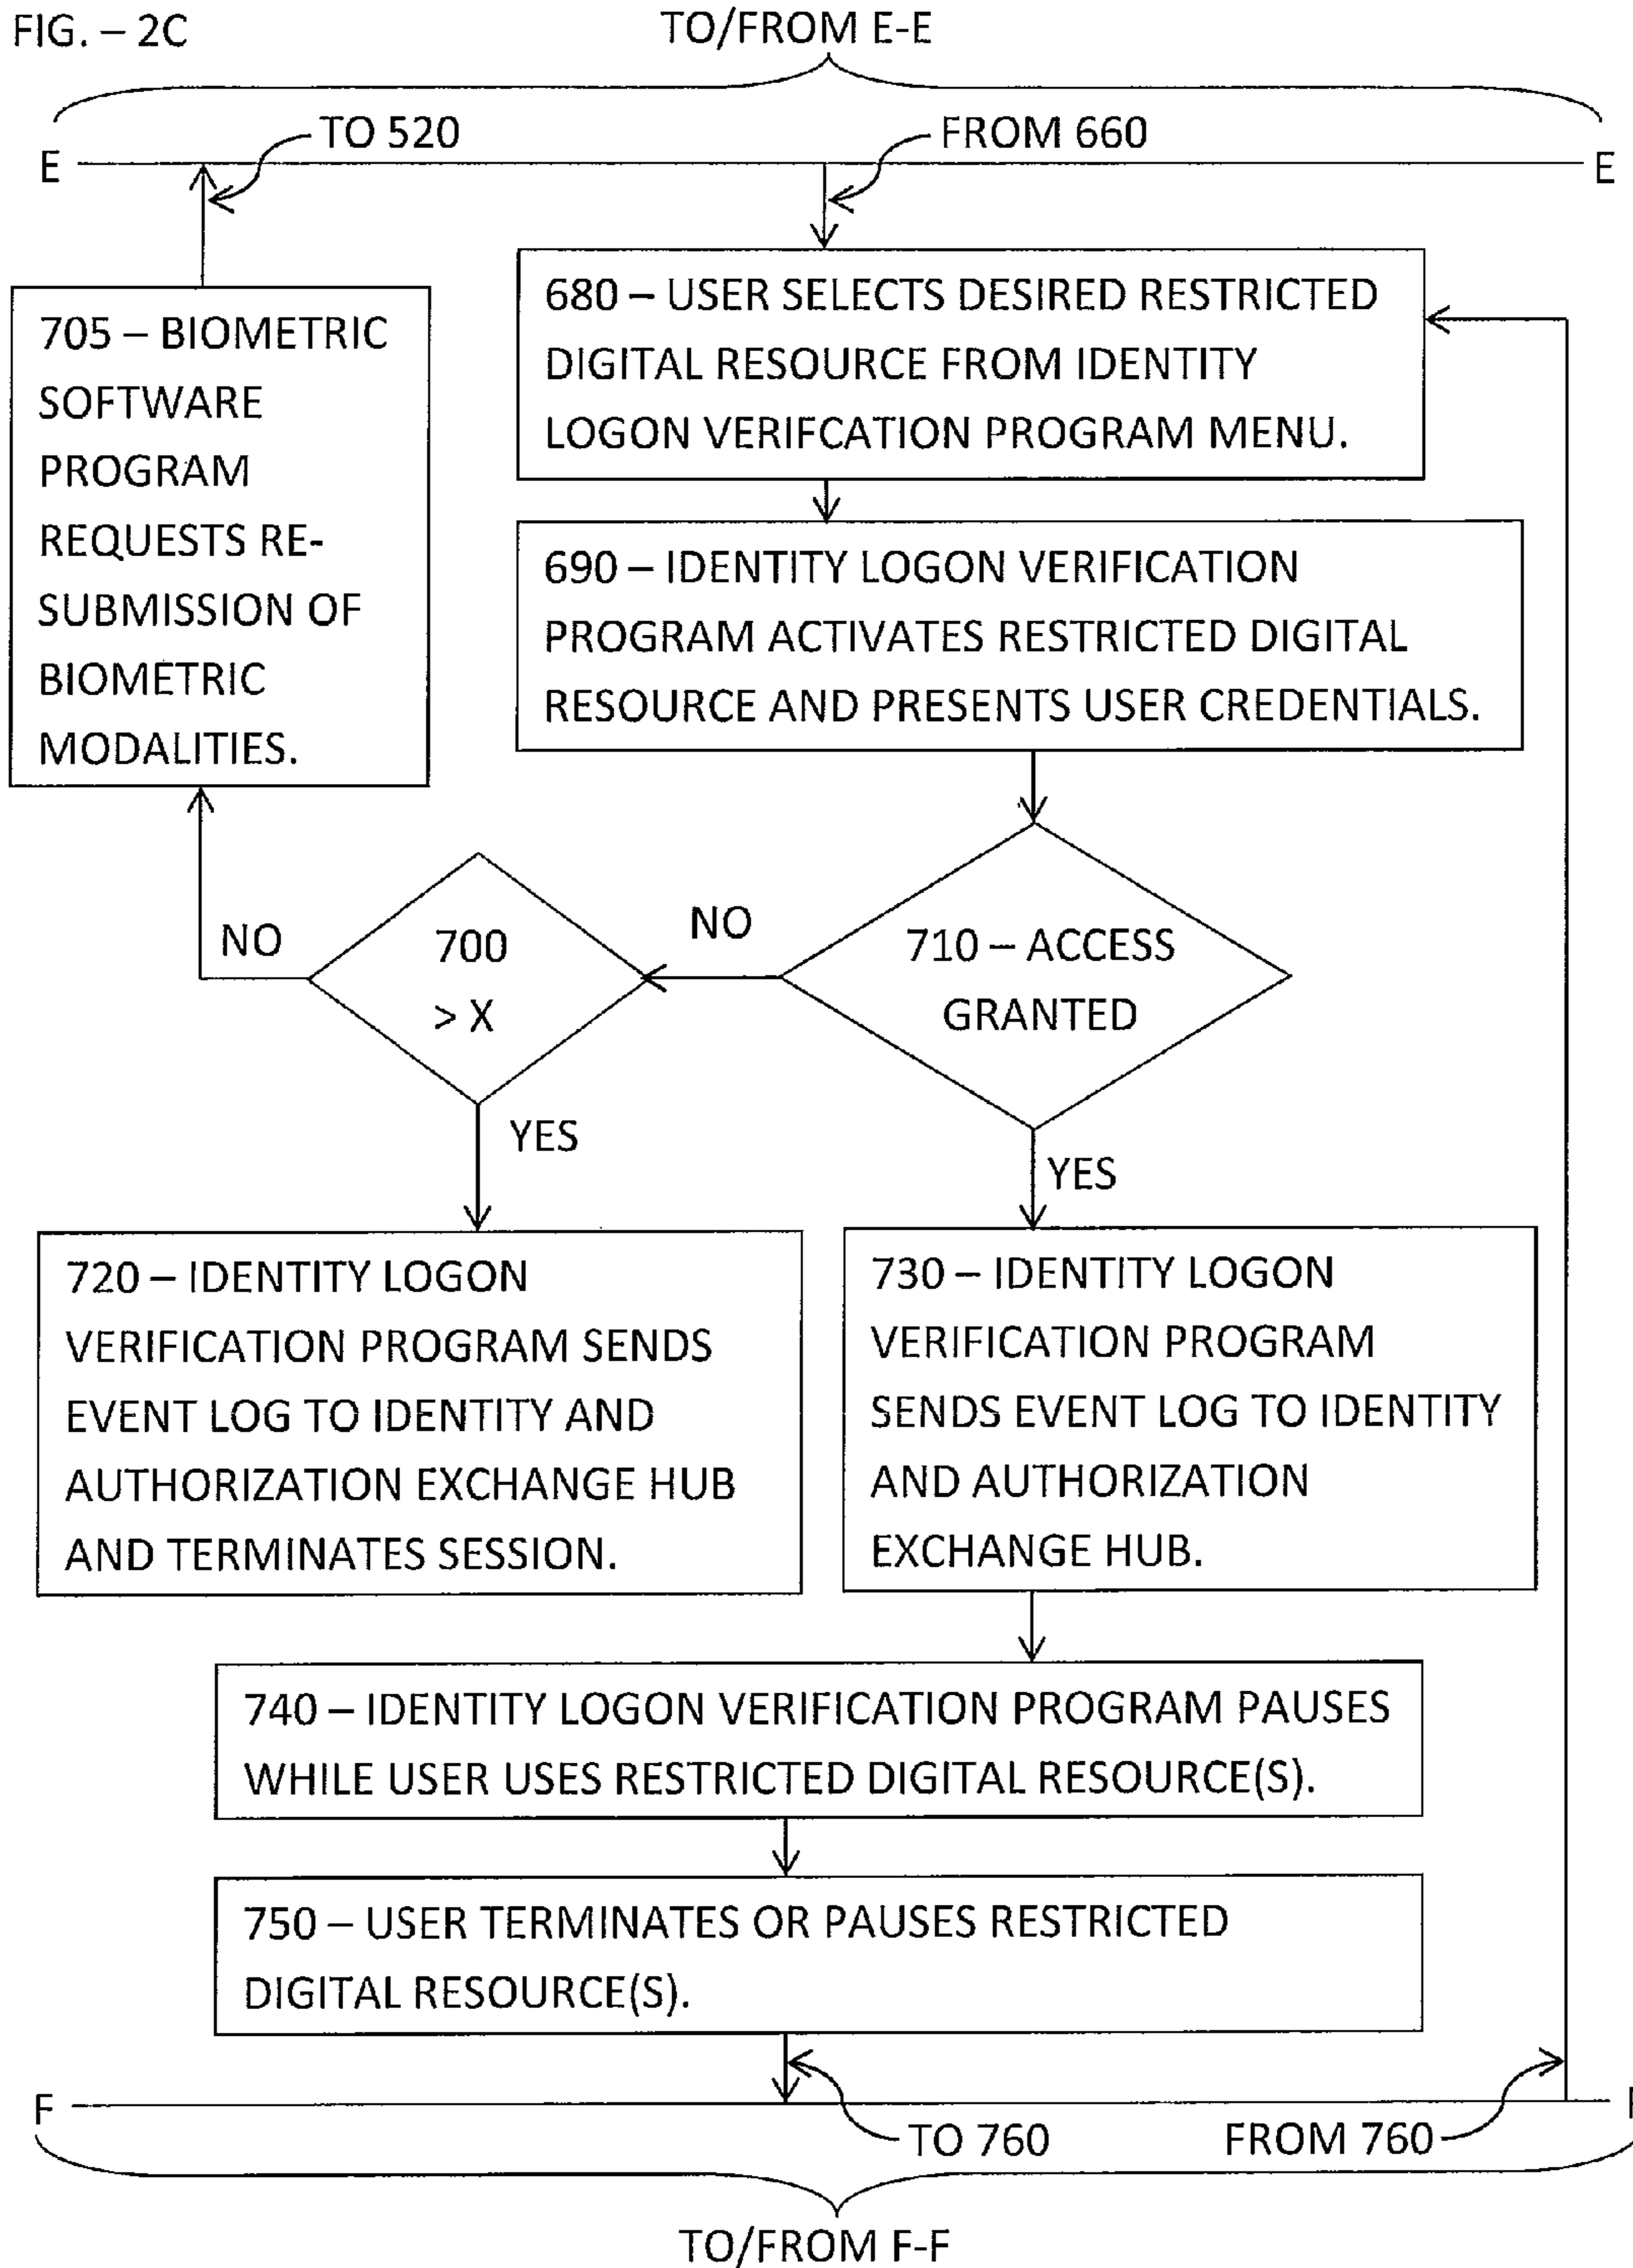 FIG. – 2C
TO/FROM E-E
TO 520
FROM 660
E
E
680 – USER SELECTS DESIRED RESTRICTED
DIGITAL RESOURCE FROM IDENTITY
LOGON VERIFCATION PROGRAM MENU.
705 – BIOMETRIC
SOFTWARE
PROGRAM
REQUESTS RE-
SUBMISSION OF
BIOMETRIC
MODALITIES.
690 – IDENTITY LOGON VERIFICATION
PROGRAM ACTIVATES RESTRICTED DIGITAL
RESOURCE AND PRESENTS USER CREDENTIALS.
NO
700
> X
NO
710 – ACCESS
GRANTED
YES
YES
720 – IDENTITY LOGON
VERIFICATION PROGRAM SENDS
EVENT LOG TO IDENTITY AND
AUTHORIZATION EXCHANGE HUB
AND TERMINATES SESSION.
730 – IDENTITY LOGON
VERIFICATION PROGRAM
SENDS EVENT LOG TO IDENTITY
AND AUTHORIZATION
EXCHANGE HUB.
740 – IDENTITY LOGON VERIFICATION PROGRAM PAUSES
WHILE USER USES RESTRICTED DIGITAL RESOURCE(S).
750 – USER TERMINATES OR PAUSES RESTRICTED
DIGITAL RESOURCE(S).
F
TO 760
FROM 760
TO/FROM F-F